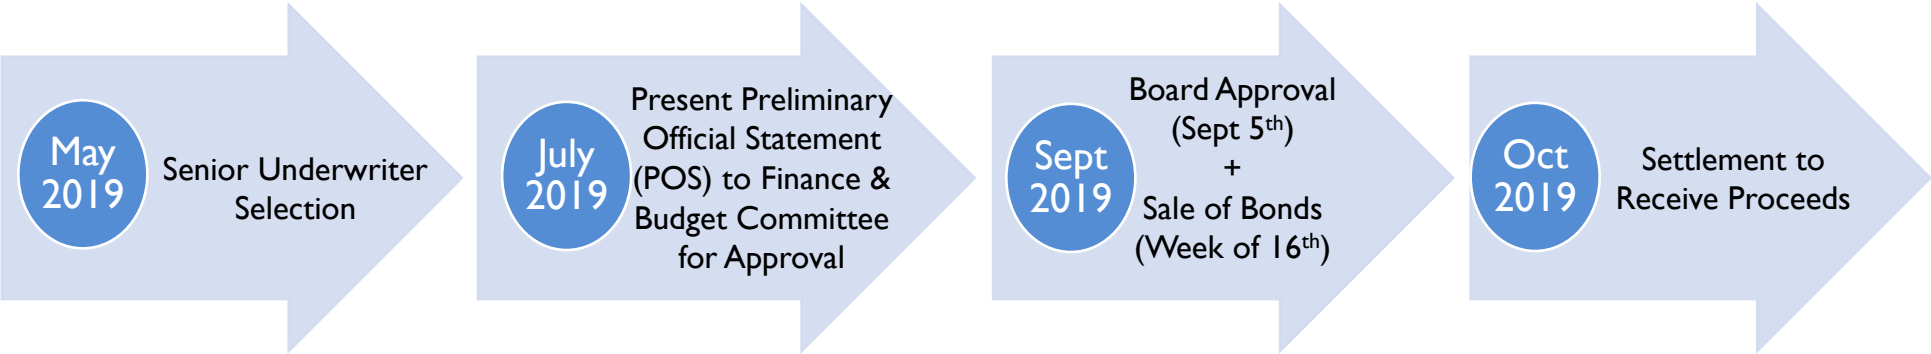 May
2019
Senior Underwriter
Selection
July
2019
Present Preliminary
Official Statement
(POS) to Finance &
Budget Committee
for Approval
Sept
2019
Board Approval
(Sept 5th)
+
Sale of Bonds
(Week of 16th)
Oct
2019
Settlement to
Receive Proceeds